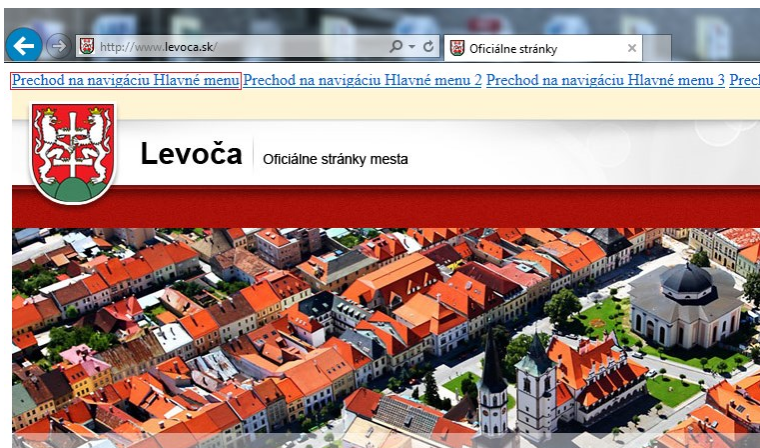 http://www.levoca.sk/ Oficiálne stránky
Prechod na navigáciu Hlavné menu Prechod na navigáciu Hlavné menu 2 Prechod na navigáciu Hlavné menu 3 Prec
Levoča Oficiálne stránky mesta